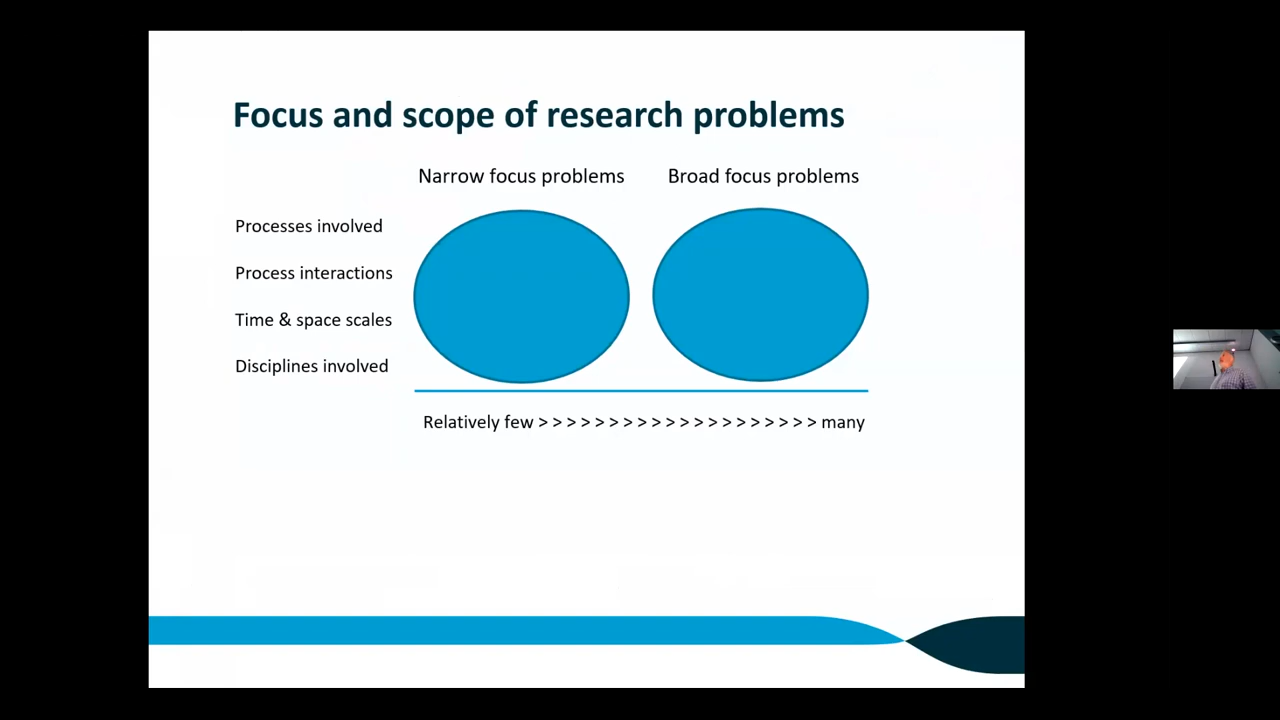 Focus and scope of research problems
Narrow focus problems
Broad focus problems
Processes involved
Process interactions
Time & space scales
Disciplines involved
Relatively few > > > > > > > > > > > > > > > > > > > > many